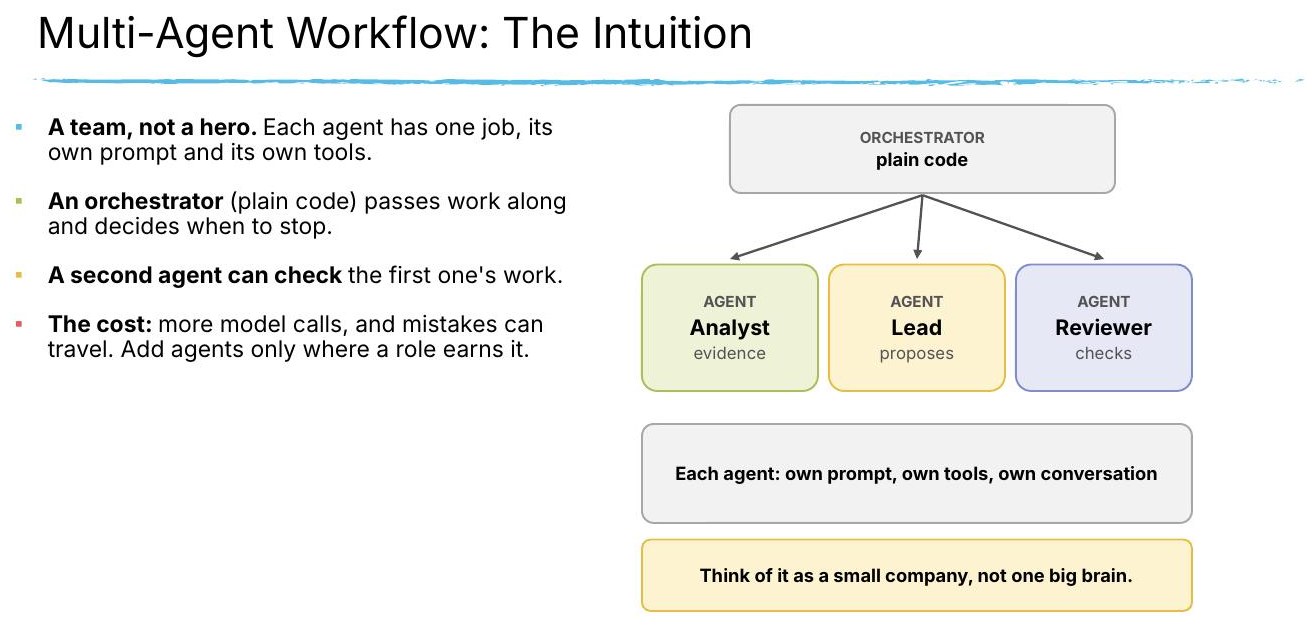 Multi-Agent Workflow: The Intuition
A team, not a hero. Each agent has one job, its
own prompt and its own tools.
An orchestrator (plain code) passes work along
and decides when to stop.
A second agent can check the first one's work.
The cost: more model calls, and mistakes can
travel. Add agents only where a role earns it.
ORCHESTRATOR
plain code
AGENT
Analyst
evidence
AGENT
Lead
proposes
AGENT
Reviewer
checks
Each agent: own prompt, own tools, own conversation
Think of it as a small company, not one big brain.